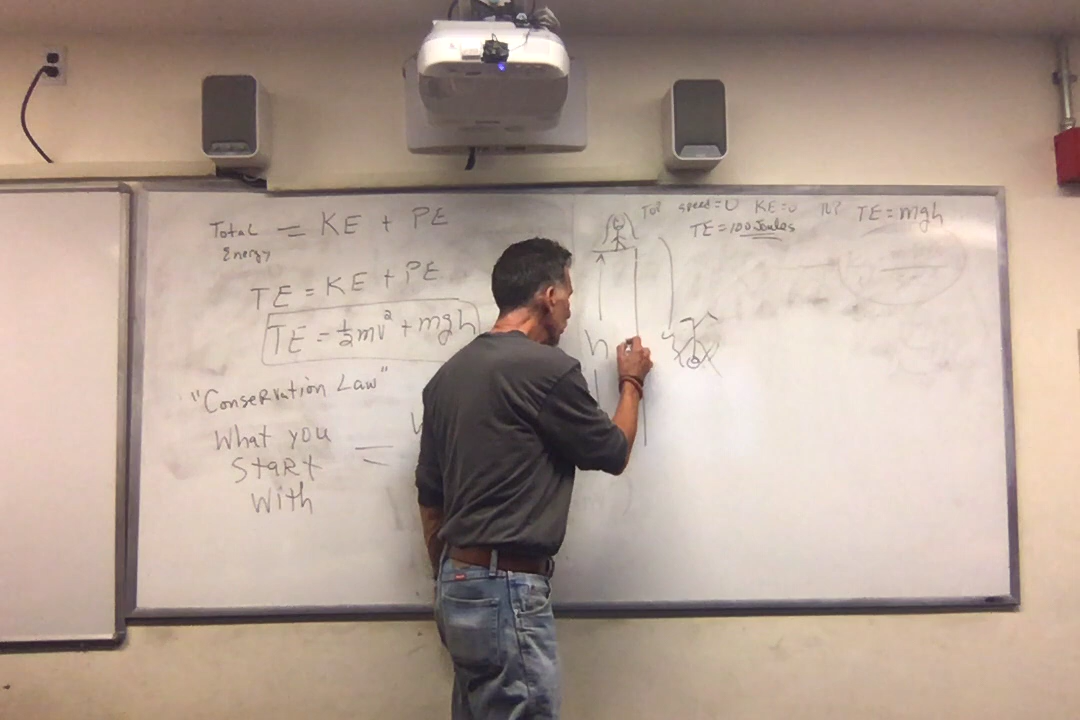 Total = KE + PE
Energy
TE = KE + PE
TE = ½mv² + mgh
"Conservation Law"
What you
Start =
With
Top speed = 0 KE = 0 TE = mgh
TE = 100 Joules
h